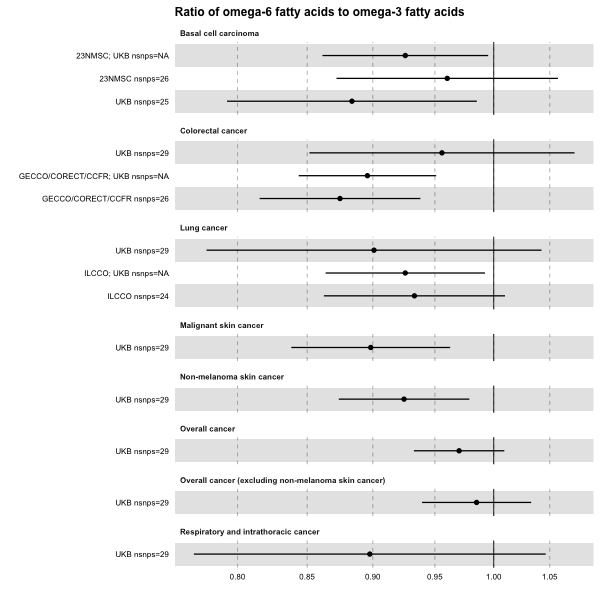 Ratio of omega-6 fatty acids to omega-3 fatty acids
Basal cell carcinoma
23NMSC; UKB nsnps=NA
23NMSC nsnps=26
UKB nsnps=25
Colorectal cancer
UKB nsnps=29
GECCO/CORECT/CCFR; UKB nsnps=NA
GECCO/CORECT/CCFR nsnps=26
Lung cancer
UKB nsnps=29
ILCCO; UKB nsnps=NA
ILCCO nsnps=24
Malignant skin cancer
UKB nsnps=29
Non-melanoma skin cancer
UKB nsnps=29
Overall cancer
UKB nsnps=29
Overall cancer (excluding non-melanoma skin cancer)
UKB nsnps=29
Respiratory and intrathoracic cancer
UKB nsnps=29
0.80 0.85 0.90 0.95 1.00 1.05